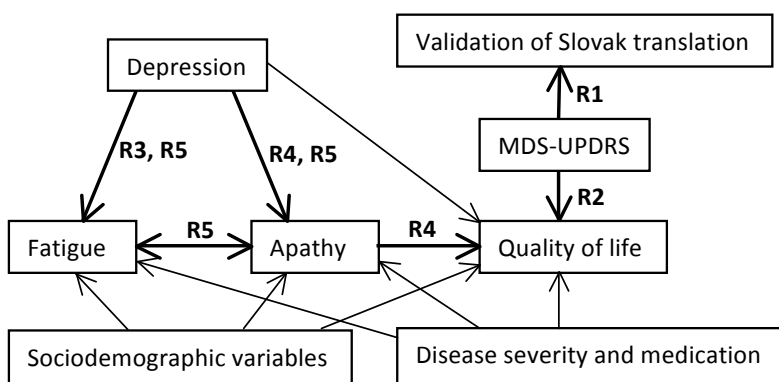 Validation of Slovak translation
Depression
R1
R3, R5
R4, R5
MDS-UPDRS
R2
Fatigue
R5
Apathy
R4
Quality of life
Sociodemographic variables
Disease severity and medication